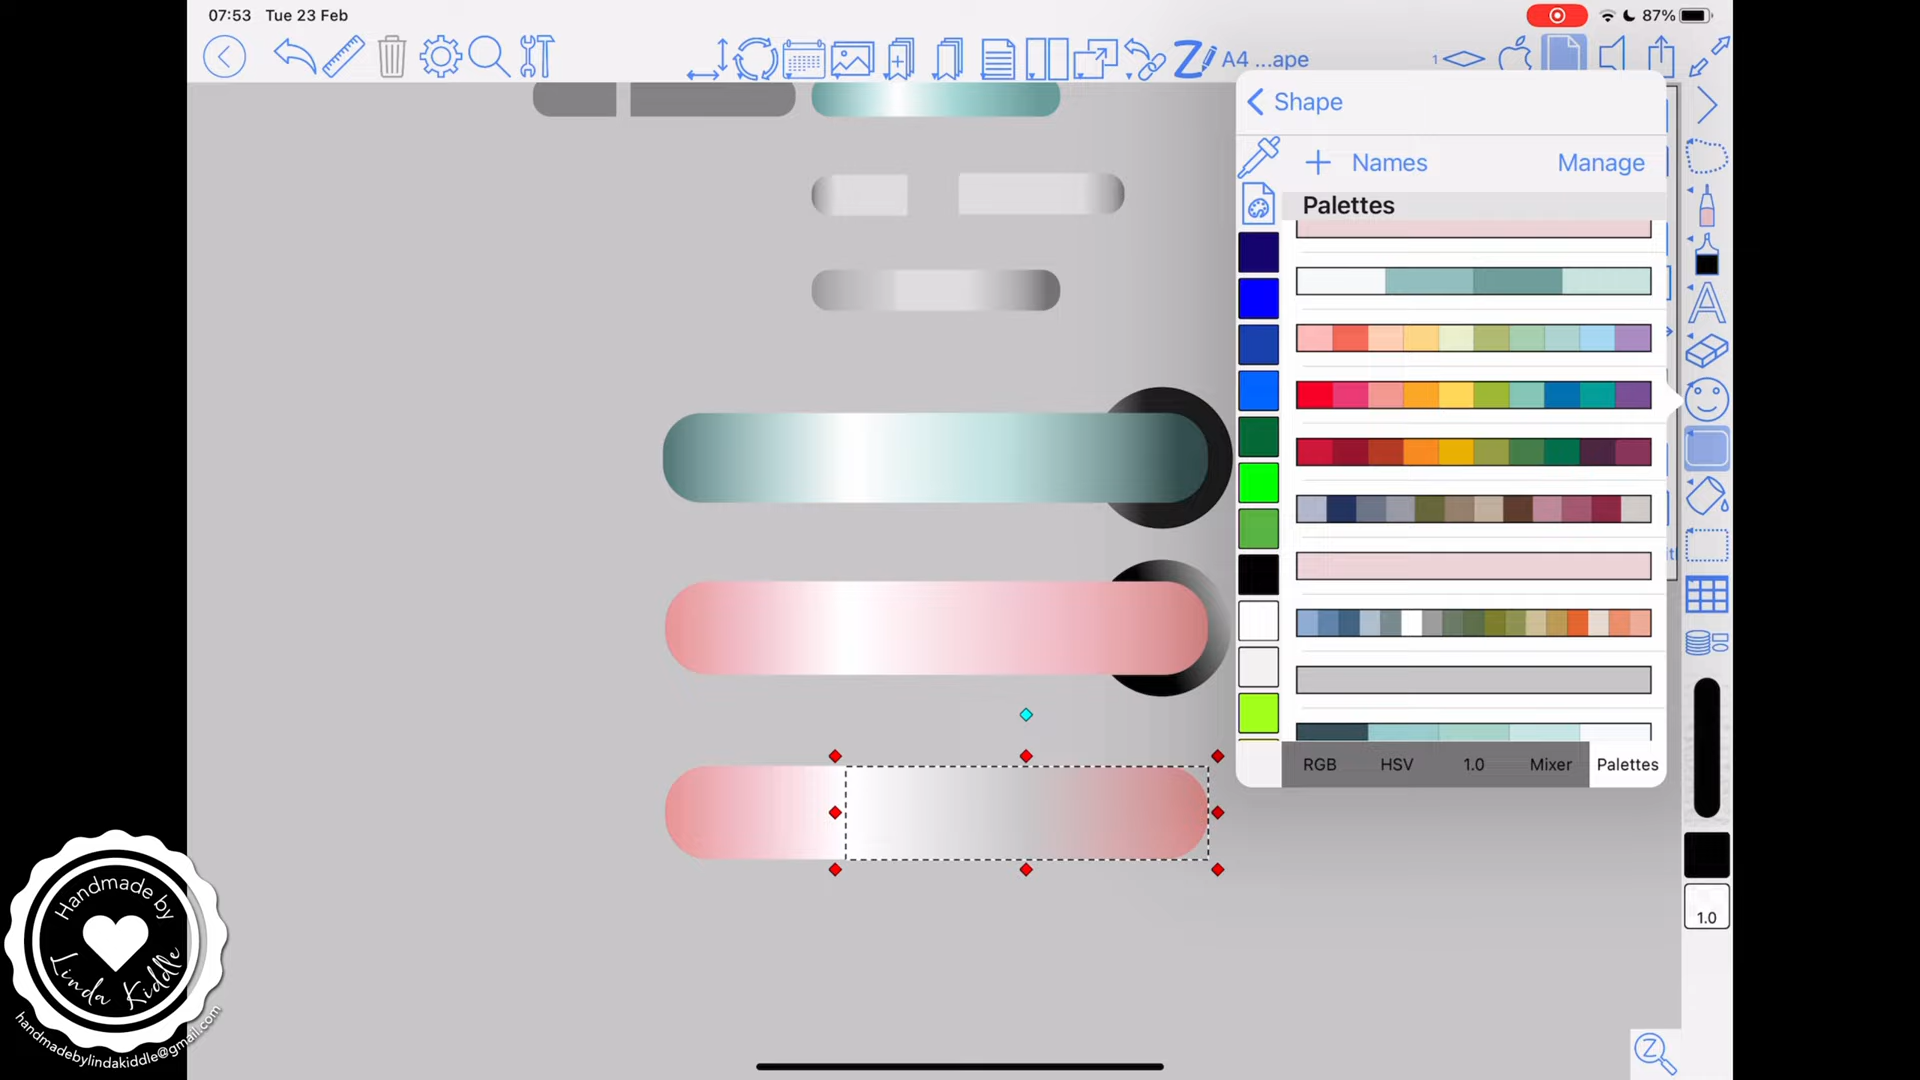 07:53 Tue 23 Feb
87%
A4 ...ape
1
Shape
Names
Manage
Palettes
RGB
HSV
1.0
Mixer
Palettes
1.0
Handmade by
Linda Kiddle
handmadebylindakiddle@gmail.com